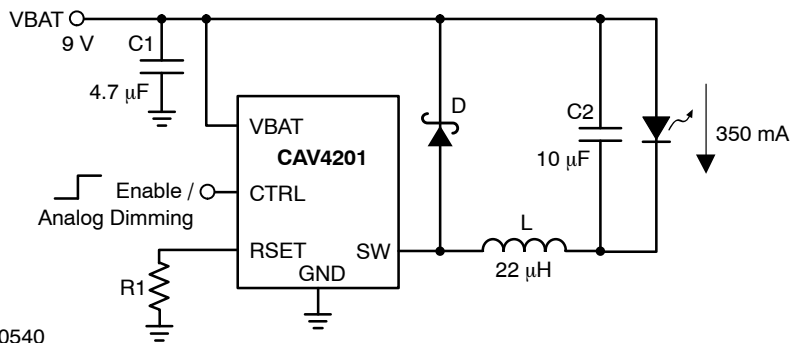 VBAT
9 V
C1
4.7 μF
VBAT
CAV4201
CTRL
RSET
SW
GND
Enable /
Analog Dimming
R1
D
L
22 μH
C2
10 μF
350 mA